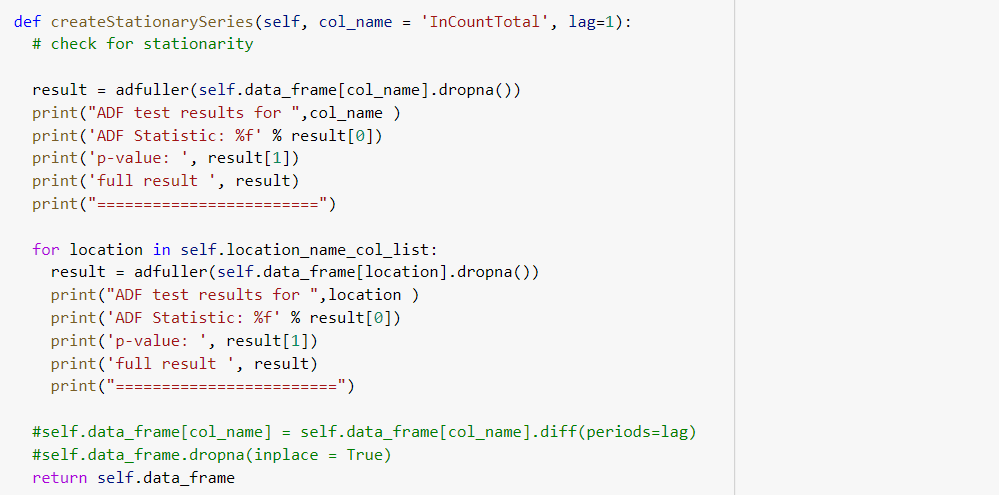 def createStationarySeries(self, col_name = 'InCountTotal', lag=1):
  # check for stationarity

  result = adfuller(self.data_frame[col_name].dropna())
  print("ADF test results for ",col_name )
  print('ADF Statistic: %f' % result[0])
  print('p-value: ', result[1])
  print('full result ', result)
  print("========================")

  for location in self.location_name_col_list:
    result = adfuller(self.data_frame[location].dropna())
    print("ADF test results for ",location )
    print('ADF Statistic: %f' % result[0])
    print('p-value: ', result[1])
    print('full result ', result)
    print("========================")

  #self.data_frame[col_name] = self.data_frame[col_name].diff(periods=lag)
  #self.data_frame.dropna(inplace = True)
  return self.data_frame